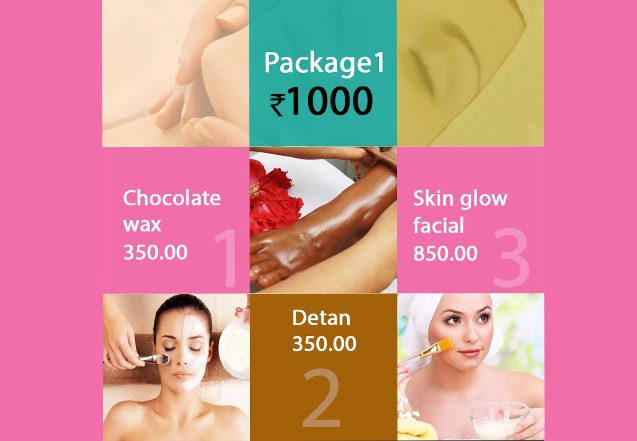 Package1
₹1000
Chocolate
wax
350.00
1
Skin glow
facial
850.00
3
Detan
350.00
2